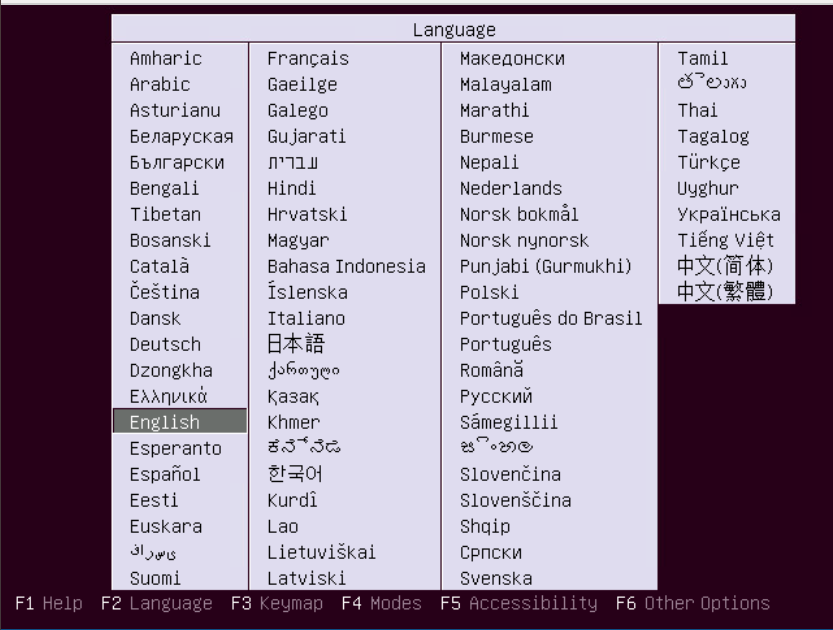 Language
Amharic
Arabic
Asturianu
Беларуская
Български
Bengali
Tibetan
Bosanski
Català
Čeština
Dansk
Deutsch
Dzongkha
Ελληνικά
English
Esperanto
Español
Eesti
Euskara
فارسی
Suomi
Français
Gaeilge
Galego
Gujarati
עברית
Hindi
Hrvatski
Magyar
Bahasa Indonesia
Íslenska
Italiano
日本語
ქართული
Қазақ
Khmer
ಕನ್ನಡ
한국어
Kurdî
Lao
Lietuviškai
Latviski
Македонски
Malayalam
Marathi
Burmese
Nepali
Nederlands
Norsk bokmål
Norsk nynorsk
Punjabi (Gurmukhi)
Polski
Português do Brasil
Português
Română
Русский
Sámegillii
සිංහල
Slovenčina
Slovenščina
Shqip
Српски
Svenska
Tamil
తెలుగు
Thai
Tagalog
Türkçe
Uyghur
Українська
Tiếng Việt
中文(简体)
中文(繁體)
F1 Help F2 Language F3 Keymap F4 Modes F5 Accessibility F6 Other Options